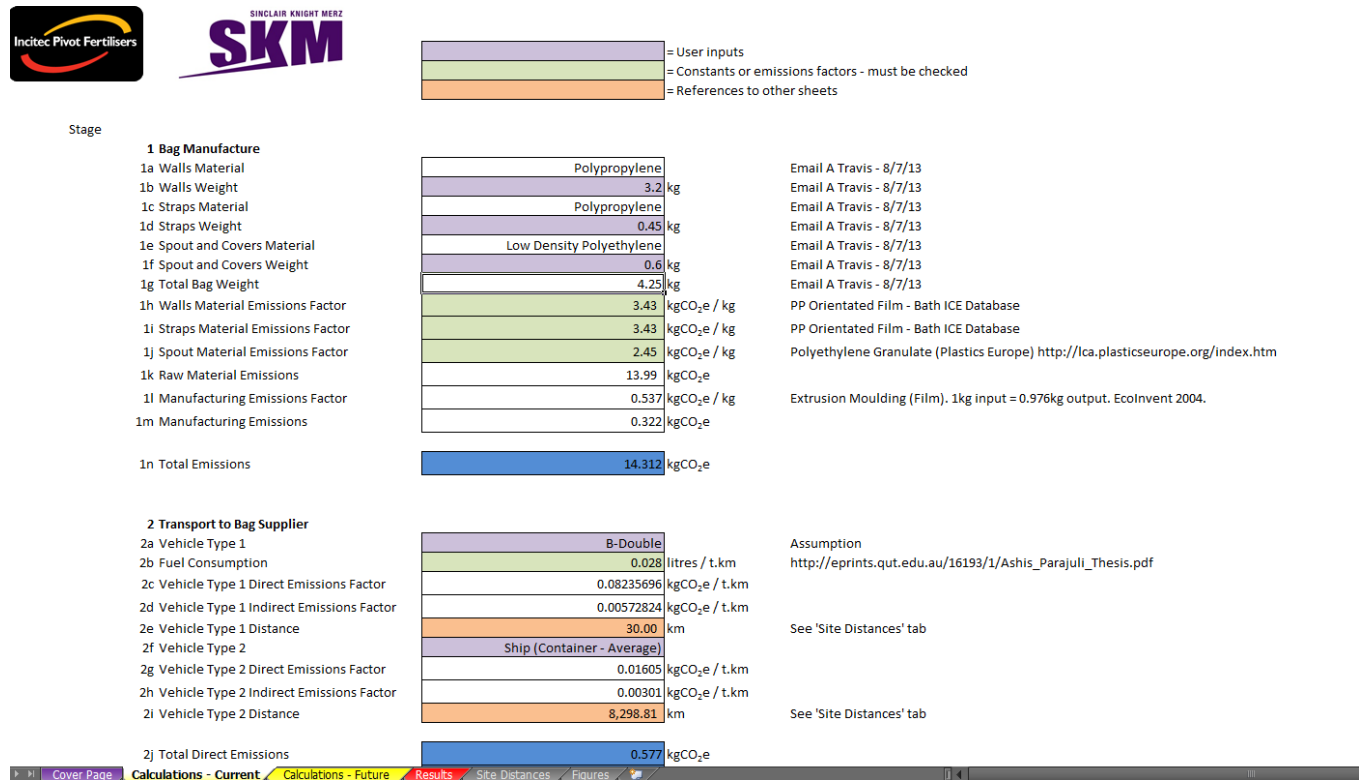 Incitec Pivot Fertilisers
SINCLAIR KNIGHT MERZ
SKM
= User inputs
= Constants or emissions factors - must be checked
= References to other sheets
Stage
1 Bag Manufacture
1a Walls Material Polypropylene Email A Travis - 8/7/13
1b Walls Weight 3.2 kg Email A Travis - 8/7/13
1c Straps Material Polypropylene Email A Travis - 8/7/13
1d Straps Weight 0.45 kg Email A Travis - 8/7/13
1e Spout and Covers Material Low Density Polyethylene Email A Travis - 8/7/13
1f Spout and Covers Weight 0.6 kg Email A Travis - 8/7/13
1g Total Bag Weight 4.25 kg Email A Travis - 8/7/13
1h Walls Material Emissions Factor 3.43 kgCO₂e / kg PP Orientated Film - Bath ICE Database
1i Straps Material Emissions Factor 3.43 kgCO₂e / kg PP Orientated Film - Bath ICE Database
1j Spout Material Emissions Factor 2.45 kgCO₂e / kg Polyethylene Granulate (Plastics Europe) http://lca.plasticseurope.org/index.htm
1k Raw Material Emissions 13.99 kgCO₂e
1l Manufacturing Emissions Factor 0.537 kgCO₂e / kg Extrusion Moulding (Film). 1kg input = 0.976kg output. EcoInvent 2004.
1m Manufacturing Emissions 0.322 kgCO₂e
1n Total Emissions 14.312 kgCO₂e
2 Transport to Bag Supplier
2a Vehicle Type 1 B-Double Assumption
2b Fuel Consumption 0.028 litres / t.km http://eprints.qut.edu.au/16193/1/Ashis_Parajuli_Thesis.pdf
2c Vehicle Type 1 Direct Emissions Factor 0.08235696 kgCO₂e / t.km
2d Vehicle Type 1 Indirect Emissions Factor 0.00572824 kgCO₂e / t.km
2e Vehicle Type 1 Distance 30.00 km See 'Site Distances' tab
2f Vehicle Type 2 Ship (Container - Average)
2g Vehicle Type 2 Direct Emissions Factor 0.01605 kgCO₂e / t.km
2h Vehicle Type 2 Indirect Emissions Factor 0.00301 kgCO₂e / t.km
2i Vehicle Type 2 Distance 8,298.81 km See 'Site Distances' tab
2j Total Direct Emissions 0.577 kgCO₂e
Cover Page Calculations - Current Calculations - Future Results Site Distances Figures